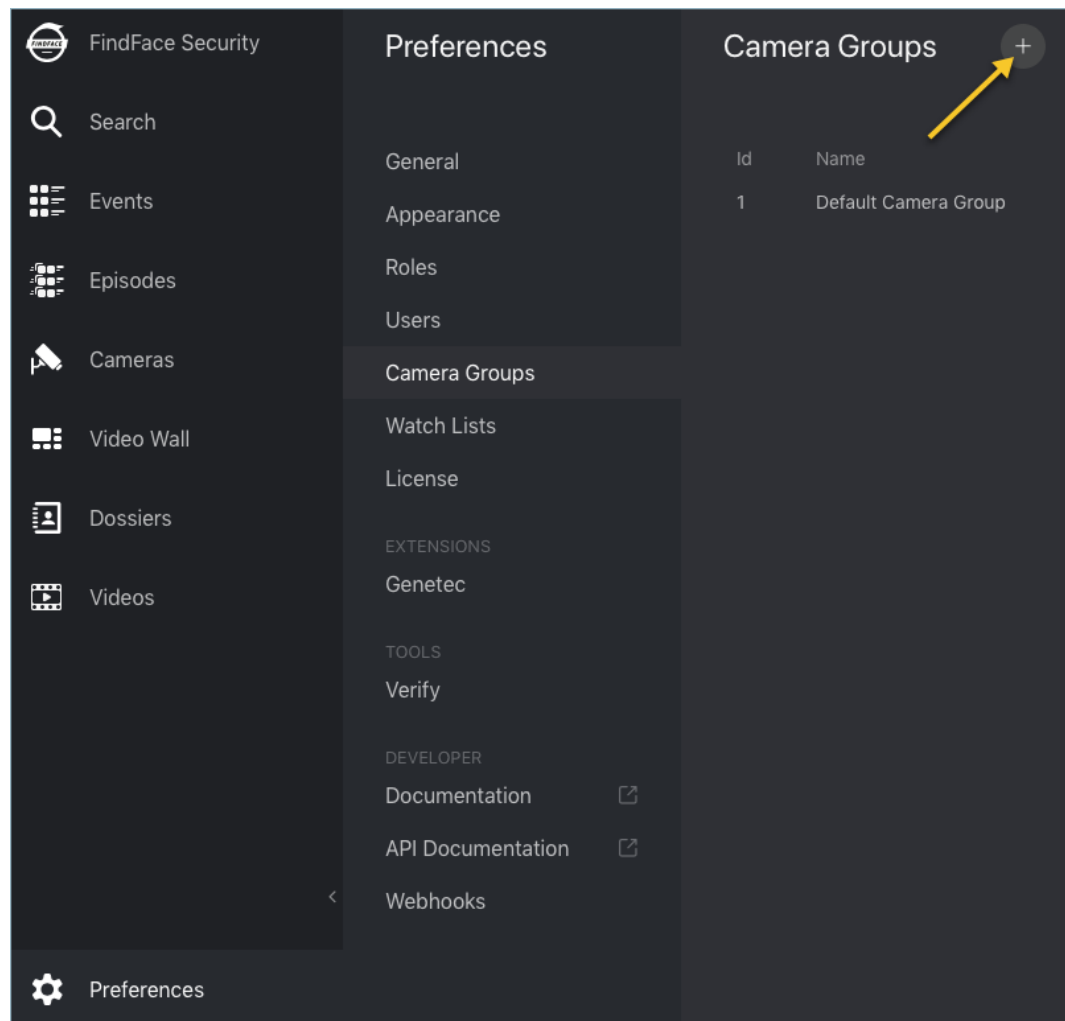 FINDFACE
FindFace Security
Search
Events
Episodes
Cameras
Video Wall
Dossiers
Videos
Preferences
Preferences
General
Appearance
Roles
Users
Camera Groups
Watch Lists
License
EXTENSIONS
Genetec
TOOLS
Verify
DEVELOPER
Documentation
API Documentation
Webhooks
Camera Groups
Id Name
1 Default Camera Group